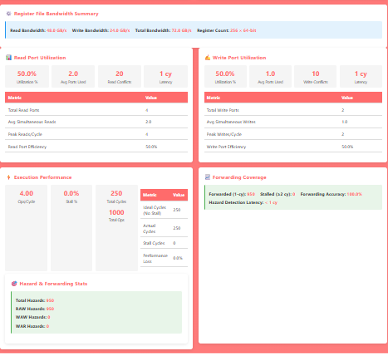 Register File Bandwidth Summary
Read Bandwidth: 48.0 GB/s Write Bandwidth: 24.0 GB/s Total Bandwidth: 72.0 GB/s Register Count: 256 × 64-bit
Read Port Utilization
50.0%
Utilization %
2.0
Avg Ports Used
20
Read Conflicts
1 cy
Latency
Metric Value
Total Read Ports 4
Avg Simultaneous Reads 2.0
Peak Reads/Cycle 4
Read Port Efficiency 50.0%
Write Port Utilization
50.0%
Utilization %
1.0
Avg Ports Used
10
Write Conflicts
1 cy
Latency
Metric Value
Total Write Ports 2
Avg Simultaneous Writes 1.0
Peak Writes/Cycle 2
Write Port Efficiency 50.0%
Execution Performance
4.00
Ops/Cycle
0.0%
Stall %
250
Total Cycles
1000
Total Ops
Metric Value
Ideal Cycles (No Stall) 250
Actual Cycles 250
Stall Cycles 0
Performance Loss 0.0%
Hazard & Forwarding Stats
Total Hazards:
RAW Hazards:
WAW Hazards: 0
WAR Hazards: 0
Forwarding Coverage
Forwarded (1-cy): Stalled (≥2 cy): 0 Forwarding Accuracy: 100.0%
Hazard Detection Latency: < 1 cy